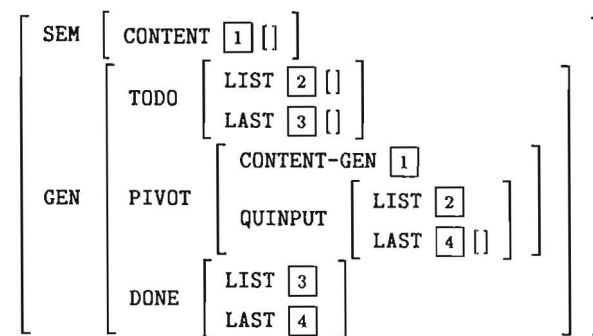 SEM [ CONTENT [1] [] ]
TODO [ LIST [2] []
LAST [3] [] ]
CONTENT-GEN [1]
GEN PIVOT QUINPUT [ LIST [2]
LAST [4] [] ]
DONE [ LIST [3]
LAST [4] ]